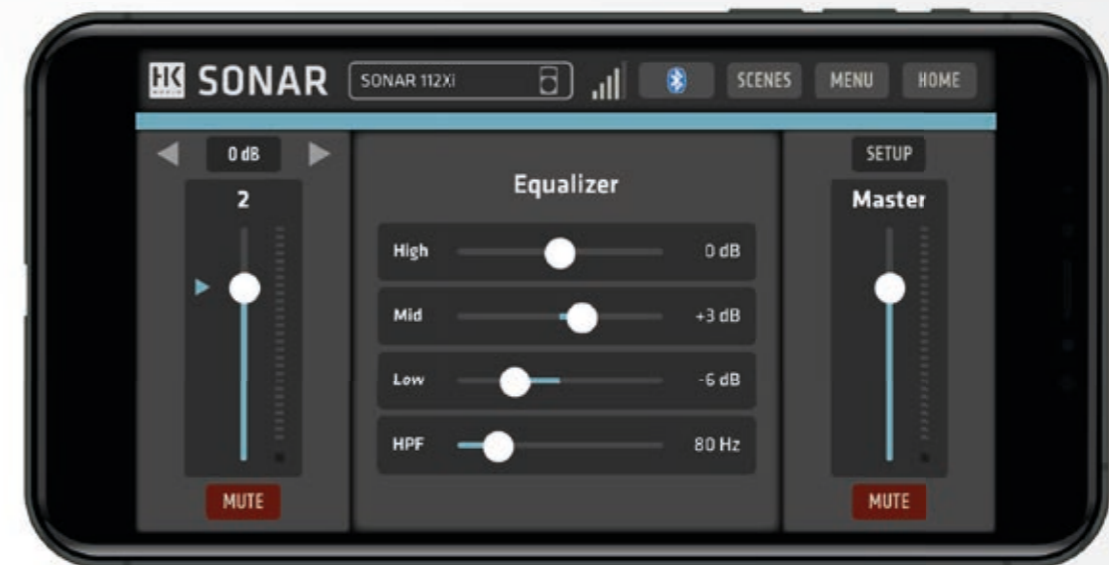 HK AUDIO SONAR SONAR 112Xi SCENES MENU HOME
0 dB SETUP
2 Equalizer Master
High 0 dB
Mid +3 dB
Low -6 dB
HPF 80 Hz
MUTE MUTE